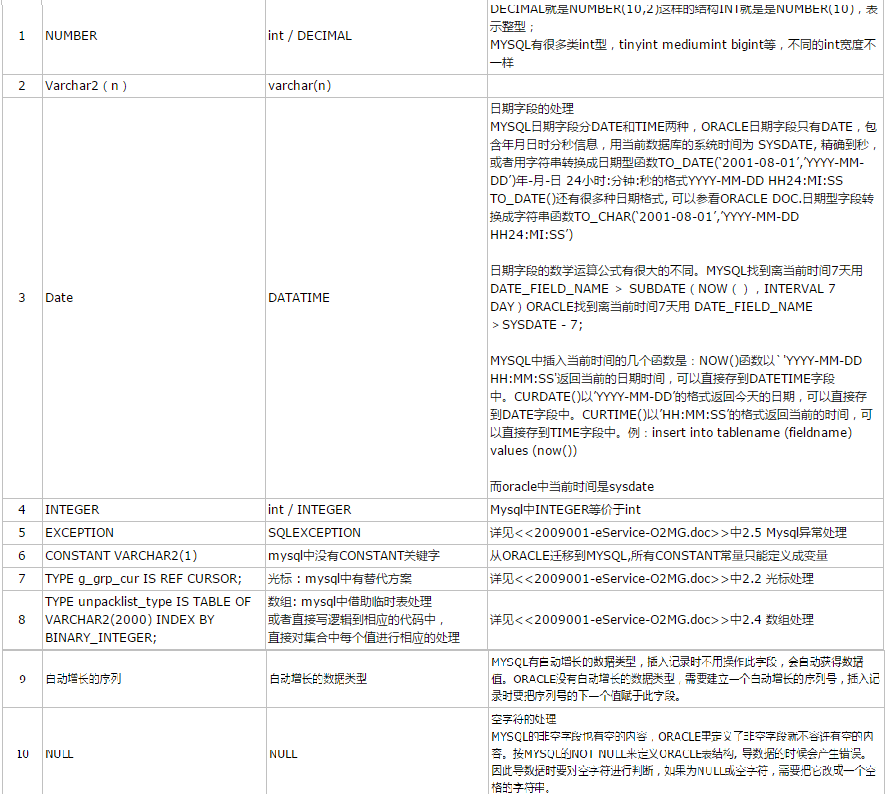 DECIMAL就是NUMBER(10,2)这样的结构INT就是是NUMBER(10)，表
示整型；
1 NUMBER int / DECIMAL
MYSQL有很多类int型，tinyint mediumint bigint等，不同的int宽度不
一样
2 Varchar2（n） varchar(n)
日期字段的处理
MYSQL日期字段分DATE和TIME两种，ORACLE日期字段只有DATE，包
含年月日时分秒信息，用当前数据库的系统时间为 SYSDATE, 精确到秒，
或者用字符串转换成日期型函数TO_DATE(‘2001-08-01’,’YYYY-MM-
DD’)年-月-日 24小时:分钟:秒的格式YYYY-MM-DD HH24:MI:SS
TO_DATE()还有很多种日期格式, 可以参看ORACLE DOC.日期型字段转
换成字符串函数TO_CHAR(‘2001-08-01’,’YYYY-MM-DD
HH24:MI:SS’)
日期字段的数学运算公式有很大的不同。MYSQL找到离当前时间7天用
DATE_FIELD_NAME ＞ SUBDATE（NOW（），INTERVAL 7
3 Date DATATIME
DAY）ORACLE找到离当前时间7天用 DATE_FIELD_NAME
＞SYSDATE - 7;
MYSQL中插入当前时间的几个函数是：NOW()函数以`'YYYY-MM-DD
HH:MM:SS'返回当前的日期时间，可以直接存到DATETIME字段
中。CURDATE()以’YYYY-MM-DD’的格式返回今天的日期，可以直接存
到DATE字段中。CURTIME()以’HH:MM:SS’的格式返回当前的时间，可
以直接存到TIME字段中。例：insert into tablename (fieldname)
values (now())
而oracle中当前时间是sysdate
4 INTEGER int / INTEGER Mysql中INTEGER等价于int
5 EXCEPTION SQLEXCEPTION 详见<<2009001-eService-O2MG.doc>>中2.5 Mysql异常处理
6 CONSTANT VARCHAR2(1) mysql中没有CONSTANT关键字 从ORACLE迁移到MYSQL,所有CONSTANT常量只能定义成变量
7 TYPE g_grp_cur IS REF CURSOR; 光标：mysql中有替代方案 详见<<2009001-eService-O2MG.doc>>中2.2 光标处理
8 TYPE unpacklist_type IS TABLE OF
VARCHAR2(2000) INDEX BY
BINARY_INTEGER;
数组: mysql中借助临时表处理
或者直接写逻辑到相应的代码中，
直接对集合中每个值进行相应的处理
详见<<2009001-eService-O2MG.doc>>中2.4 数组处理
9 自动增长的序列 自动增长的数据类型
MYSQL有自动增长的数据类型，插入记录时不用操作此字段，会自动获得数据
值。ORACLE没有自动增长的数据类型，需要建立一个自动增长的序列号，插入记
录时要把序列号的下一个值赋于此字段。
10 NULL NULL
空字符的处理
MYSQL的非空字段也有空的内容，ORACLE里定义了非空字段就不容许有空的内
容。按MYSQL的NOT NULL来定义ORACLE表结构, 导数据的时候会产生错误。
因此导数据时要对空字符进行判断，如果为NULL或空字符，需要把它改成一个空
格的字符串。